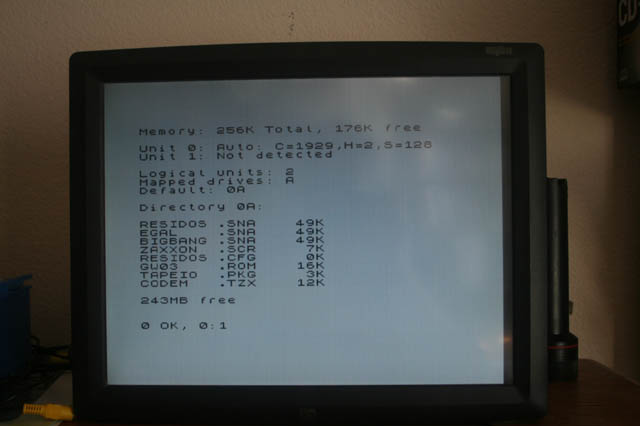 Memory: 256K Total, 176K free
Unit 0: Auto: C=1929,H=2,S=128
Unit 1: Not detected
Logical units: 2
Mapped drives: A
Default: 0A
Directory 0A:
RESIDOS .SNA 49K
EGAL .SNA 49K
BIGBANG .SNA 49K
ZAXXON .SCR 7K
RESIDOS .CFG 0K
GW03 .ROM 16K
TAPEIO .PKG 3K
CODEM .TZX 12K
243MB free
0 OK, 0:1
CD-